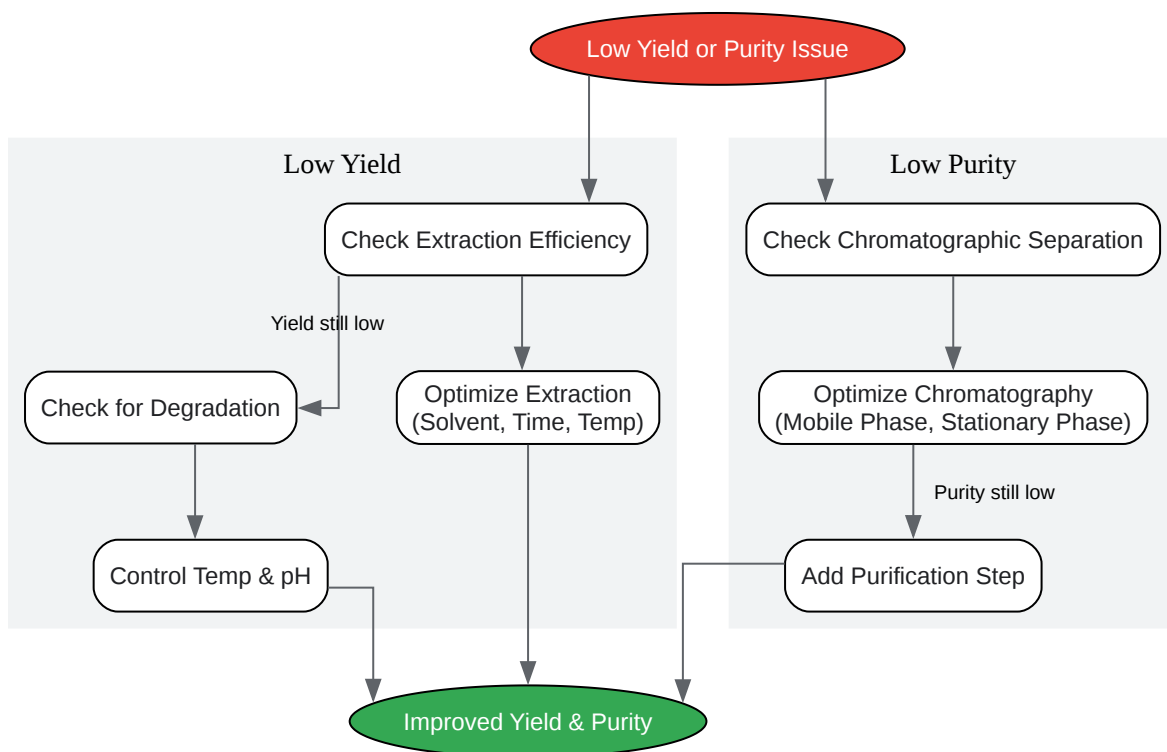 Low Yield or Purity Issue
Low Yield
Low Purity
Check Extraction Efficiency
Check Chromatographic Separation
Yield still low
Check for Degradation
Optimize Extraction
(Solvent, Time, Temp)
Optimize Chromatography
(Mobile Phase, Stationary Phase)
Purity still low
Control Temp & pH
Add Purification Step
Improved Yield & Purity